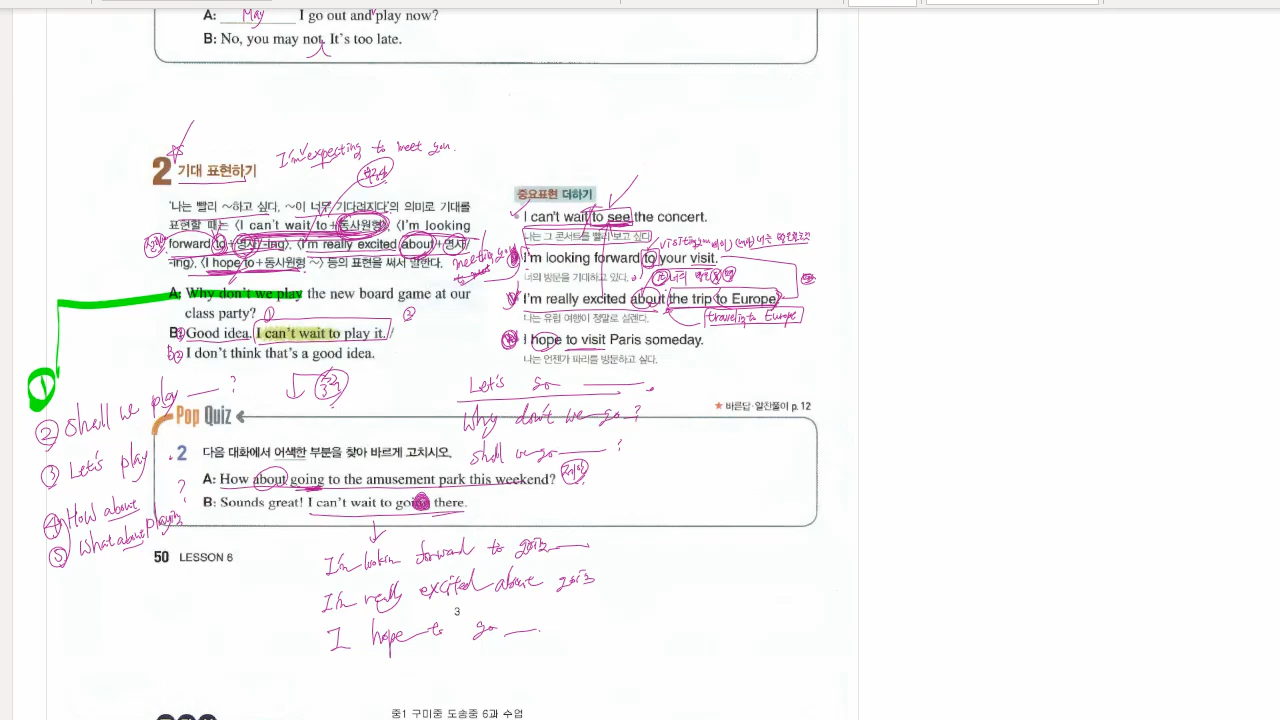 A: May I go out and play now?
B: No, you may not. It's too late.
I'm expecting to meet you.
2 기대 표현하기
'나는 빨리 ~하고 싶다, ~이 너무 기다려지다'의 의미로 기대를
표현할 때는 <I can't wait to+동사원형>, <I'm looking
forward to+명사/-ing>, <I'm really excited about+명사/
-ing>, <I hope to+동사원형 ~> 등의 표현을 써서 말한다.
A: Why don't we play the new board game at our
class party?
B: Good idea. I can't wait to play it. /
I don't think that's a good idea.
중요표현 더하기
I can't wait to see the concert.
나는 그 콘서트를 빨리 보고 싶다.
I'm looking forward to your visit.
너의 방문을 기대하고 있다.
I'm really excited about the trip to Europe.
traveling to Europe
나는 유럽 여행이 정말로 설렌다.
I hope to visit Paris someday.
나는 언젠가 파리를 방문하고 싶다.
①
② shall we play ?
③ Let's play
④ How about
⑤ What about playing ?
Let's go
Why don't we go ?
shall we go ?
Pop Quiz
★ 바른답·알찬풀이 p.12
2 다음 대화에서 어색한 부분을 찾아 바르게 고치시오.
A: How about going to the amusement park this weekend?
B: Sounds great! I can't wait to going there.
50 LESSON 6
I'm lookin forward to going
I'm really excited about going
3
I hope to go
중1 구미중 도송중 6과 수업